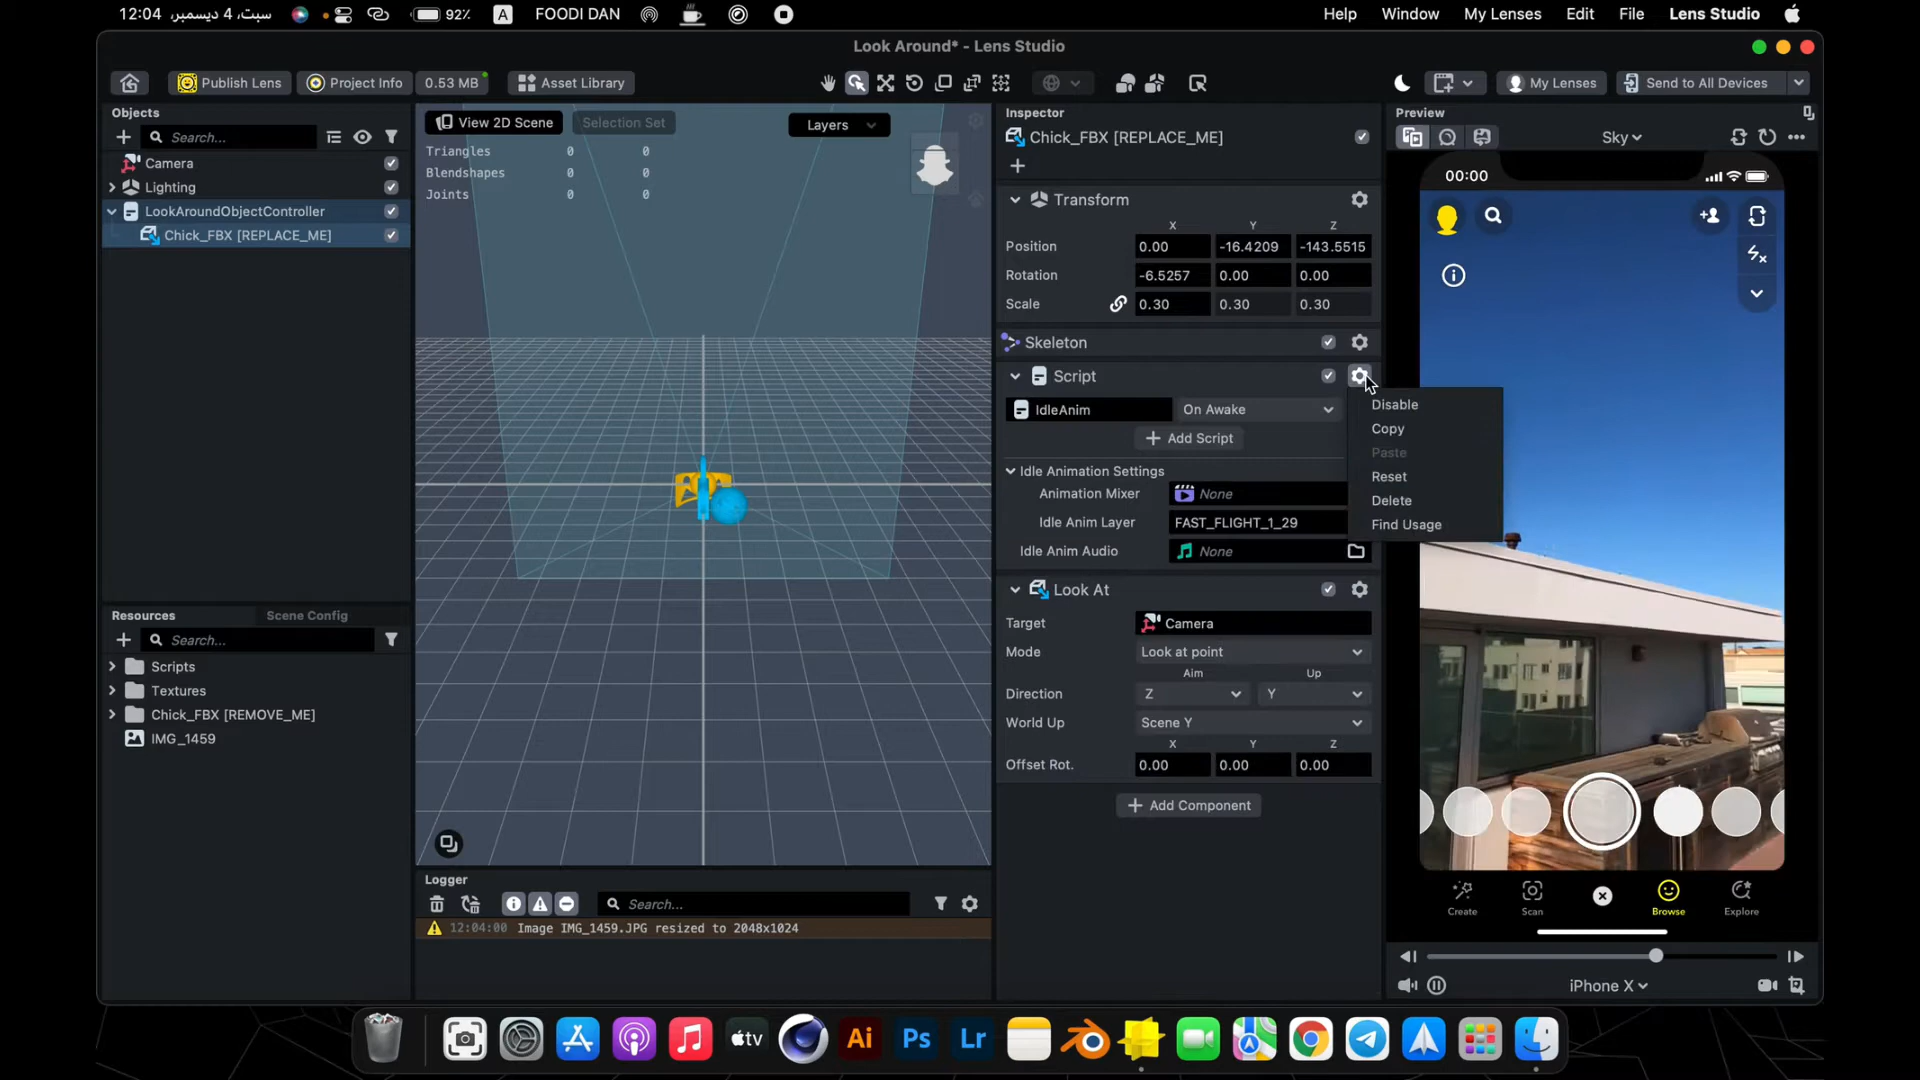 سبت، 4 ديسمبر 12:04
92%
A
FOODI DAN
Help
Window
My Lenses
Edit
File
Lens Studio
Look Around* - Lens Studio
Publish Lens
Project Info
0.53 MB
Asset Library
My Lenses
Send to All Devices
Objects
Search...
Camera
Lighting
LookAroundObjectController
Chick_FBX [REPLACE_ME]
View 2D Scene
Selection Set
Layers
Triangles 0 0
Blendshapes 0 0
Joints 0 0
Inspector
Chick_FBX [REPLACE_ME]
Transform
X Y Z
Position 0.00 -16.4209 -143.5515
Rotation -6.5257 0.00 0.00
Scale 0.30 0.30 0.30
Skeleton
Script
IdleAnim On Awake
Add Script
Idle Animation Settings
Animation Mixer None
Idle Anim Layer FAST_FLIGHT_1_29
Idle Anim Audio None
Disable
Copy
Paste
Reset
Delete
Find Usage
Look At
Target Camera
Mode Look at point
Aim Up
Direction Z Y
World Up Scene Y
X Y Z
Offset Rot. 0.00 0.00 0.00
Add Component
Resources
Scene Config
Search...
Scripts
Textures
Chick_FBX [REMOVE_ME]
IMG_1459
Logger
Search...
12:04:00 Image IMG_1459.JPG resized to 2048x1024
Preview
Sky
00:00
Create
Scan
Browse
Explore
iPhone X
tv
Ai
Ps
Lr